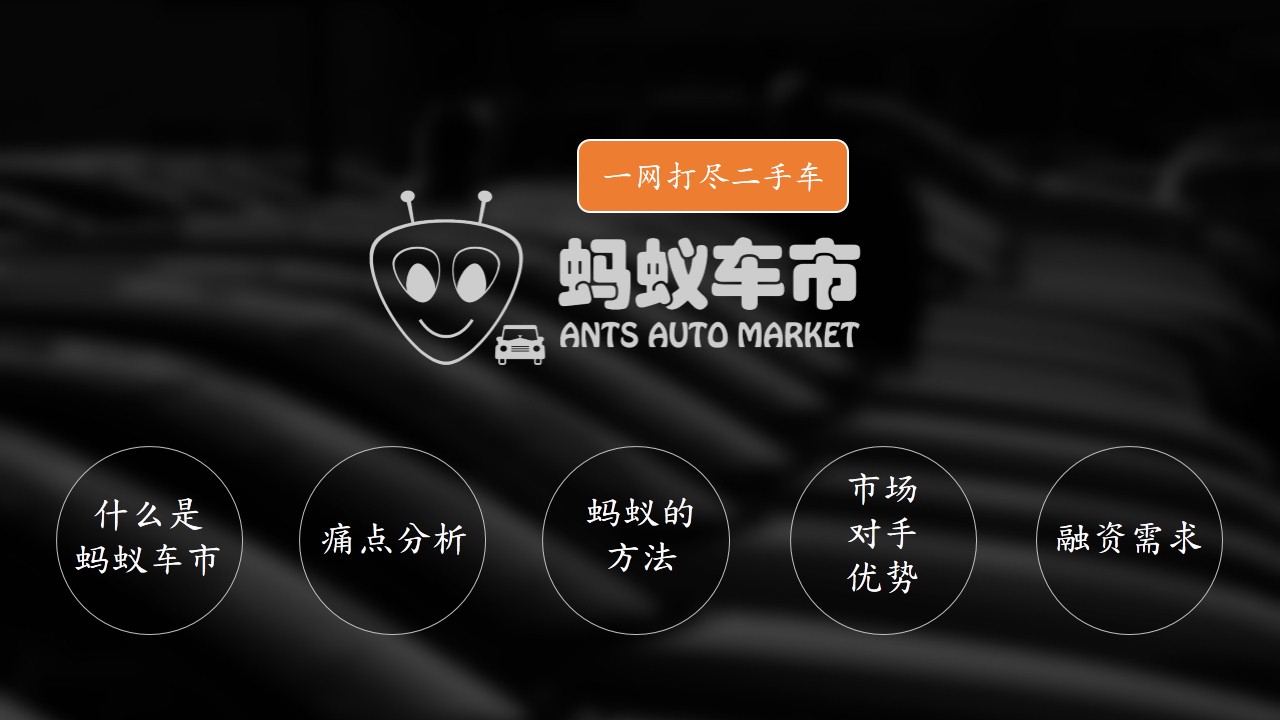 一网打尽二手车
蚂蚁车市
ANTS AUTO MARKET
什么是
蚂蚁车市
痛点分析
蚂蚁的
方法
市场
对手
优势
融资需求